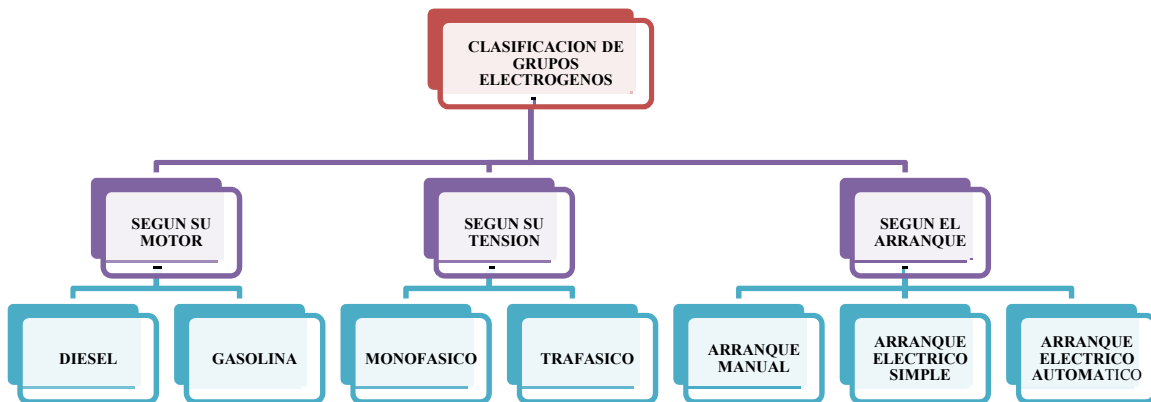 CLASIFICACION DE
GRUPOS
ELECTROGENOS
SEGUN SU
MOTOR
SEGUN SU
TENSION
SEGUN EL
ARRANQUE
DIESEL
GASOLINA
MONOFASICO
TRAFASICO
ARRANQUE
MANUAL
ARRANQUE
ELECTRICO
SIMPLE
ARRANQUE
ELECTRICO
AUTOMATICO